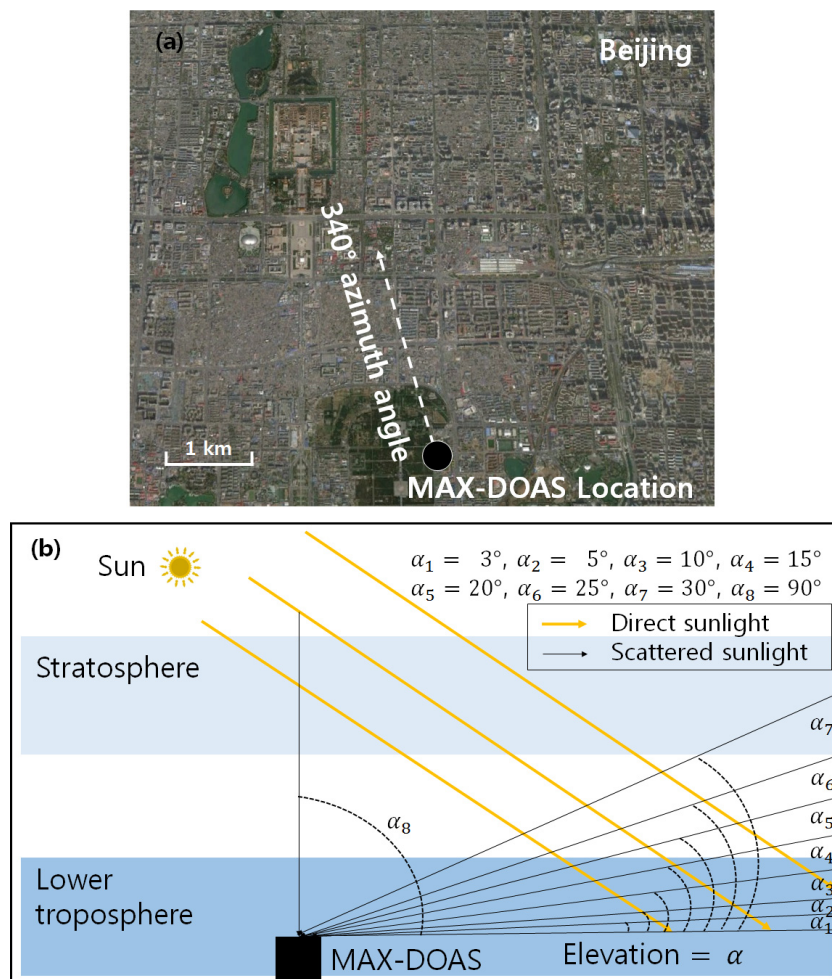 (a)
Beijing
340° azimuth angle
1 km
MAX-DOAS Location
(b)
Sun
α₁ = 3°, α₂ = 5°, α₃ = 10°, α₄ = 15°
α₅ = 20°, α₆ = 25°, α₇ = 30°, α₈ = 90°
Direct sunlight
Scattered sunlight
Stratosphere
α₇
α₆
α₅
α₈
α₄
Lower
troposphere
α₃
α₂
α₁
MAX-DOAS
Elevation = α